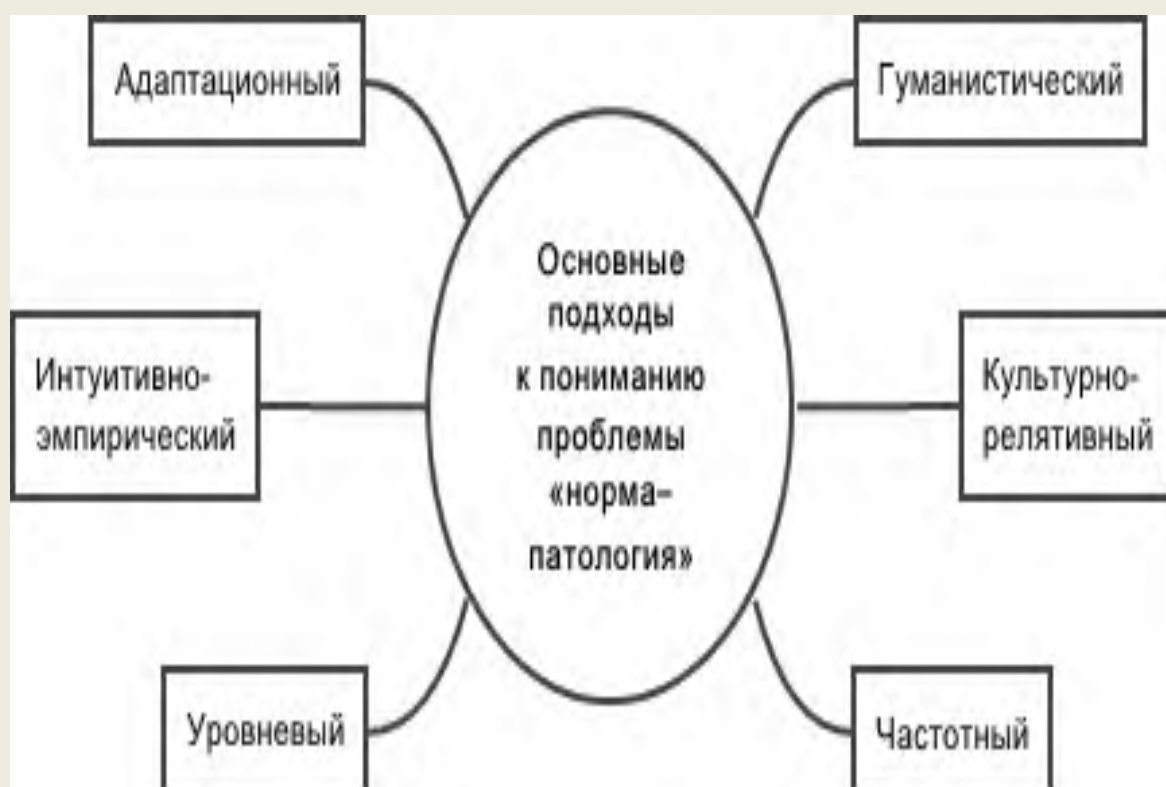 Адаптационный
Гуманистический
Основные
подходы
к пониманию
проблемы
«норма–
патология»
Интуитивно-
эмпирический
Культурно-
релятивный
Уровневый
Частотный